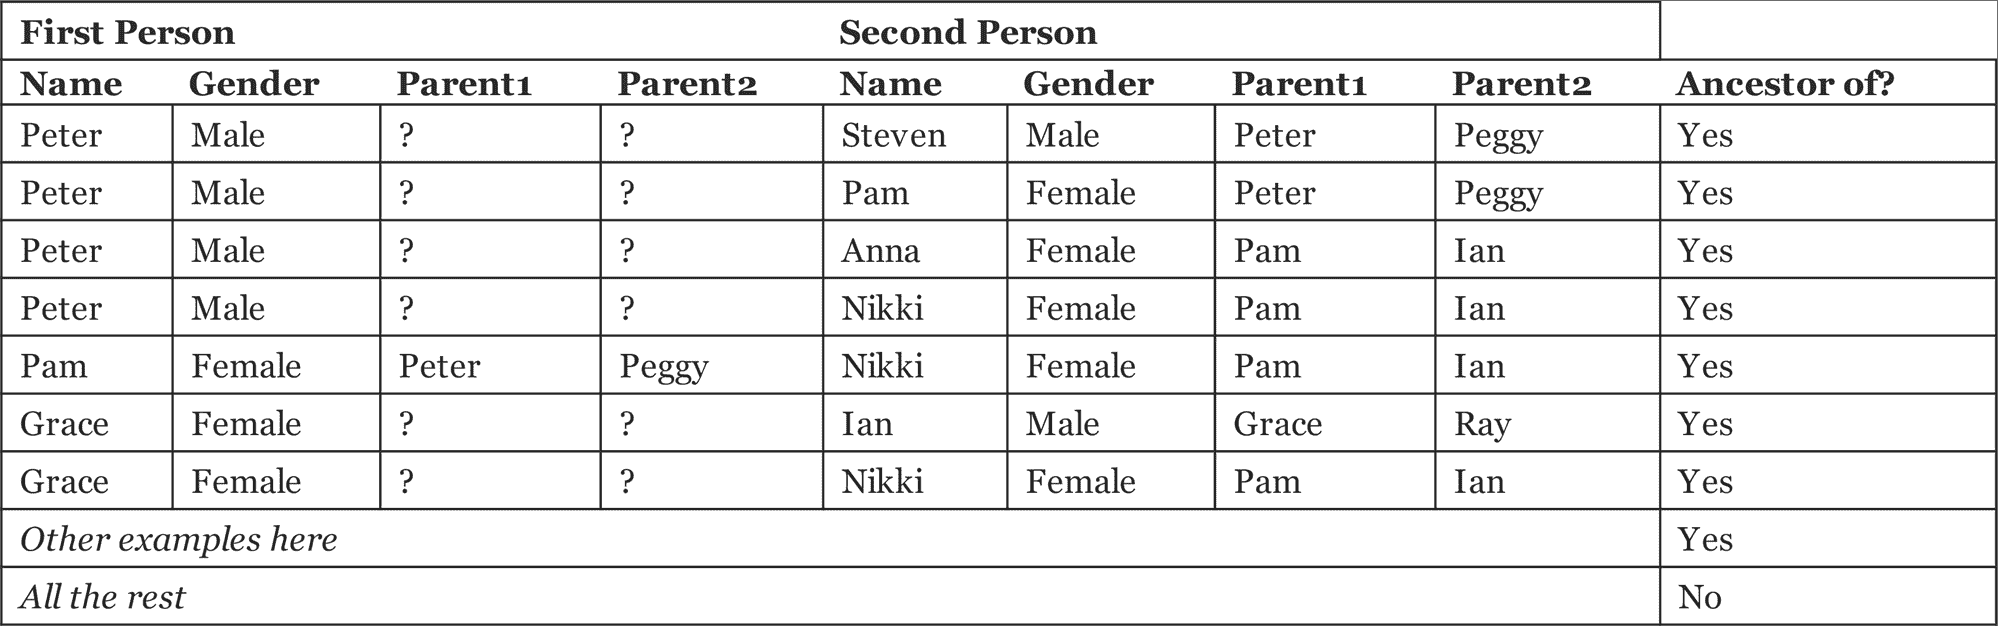 First Person Second Person
Name Gender Parent1 Parent2 Name Gender Parent1 Parent2 Ancestor of?
Peter Male ? ? Steven Male Peter Peggy Yes
Peter Male ? ? Pam Female Peter Peggy Yes
Peter Male ? ? Anna Female Pam Ian Yes
Peter Male ? ? Nikki Female Pam Ian Yes
Pam Female Peter Peggy Nikki Female Pam Ian Yes
Grace Female ? ? Ian Male Grace Ray Yes
Grace Female ? ? Nikki Female Pam Ian Yes
Other examples here Yes
All the rest No